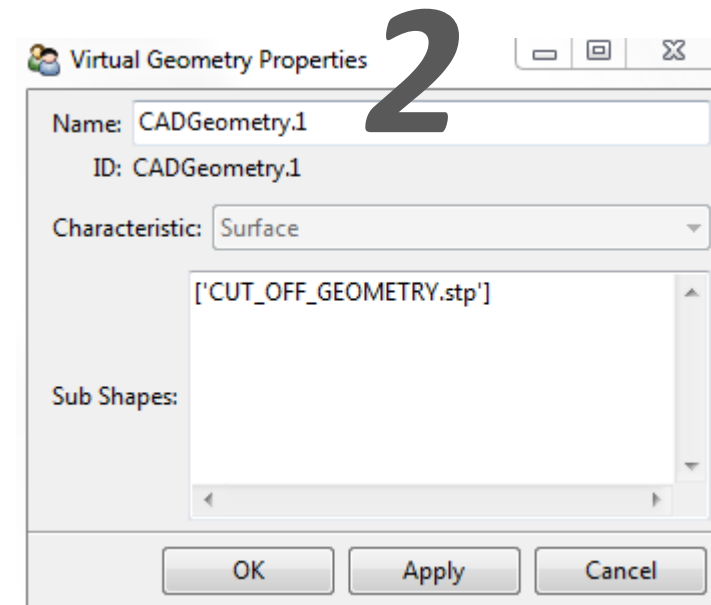 Virtual Geometry Properties
2
Name: CADGeometry.1
ID: CADGeometry.1
Characteristic: Surface
Sub Shapes: ['CUT_OFF_GEOMETRY.stp']
OK Apply Cancel